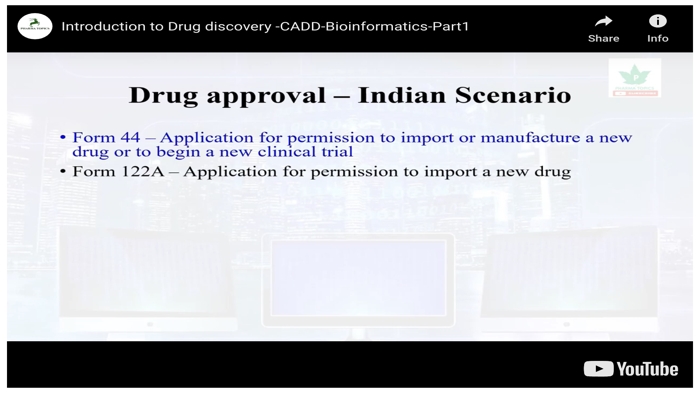 Introduction to Drug discovery -CADD-Bioinformatics-Part1
Share
Info
Drug approval – Indian Scenario
• Form 44 – Application for permission to import or manufacture a new
drug or to begin a new clinical trial
• Form 122A – Application for permission to import a new drug
YouTube